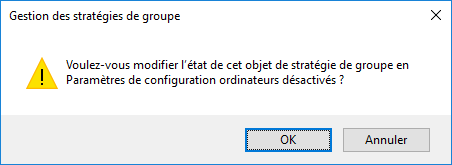 Gestion des stratégies de groupe
Voulez-vous modifier l'état de cet objet de stratégie de groupe en
Paramètres de configuration ordinateurs désactivés ?
OK
Annuler